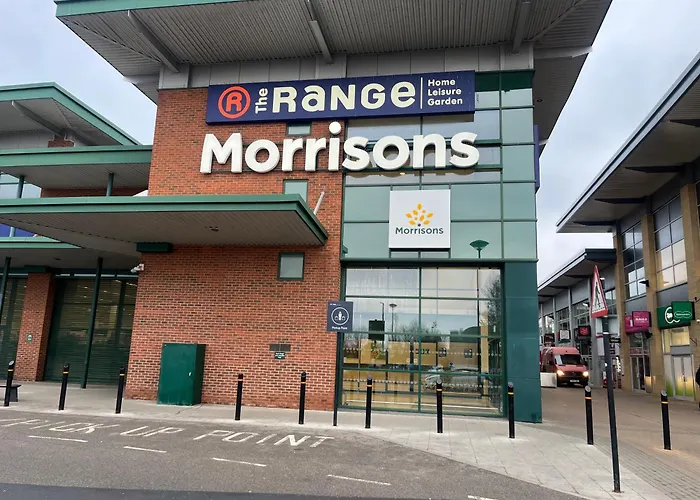 R The RANGE
Home
Leisure
Garden
Morrisons
Morrisons
PICK UP POINT